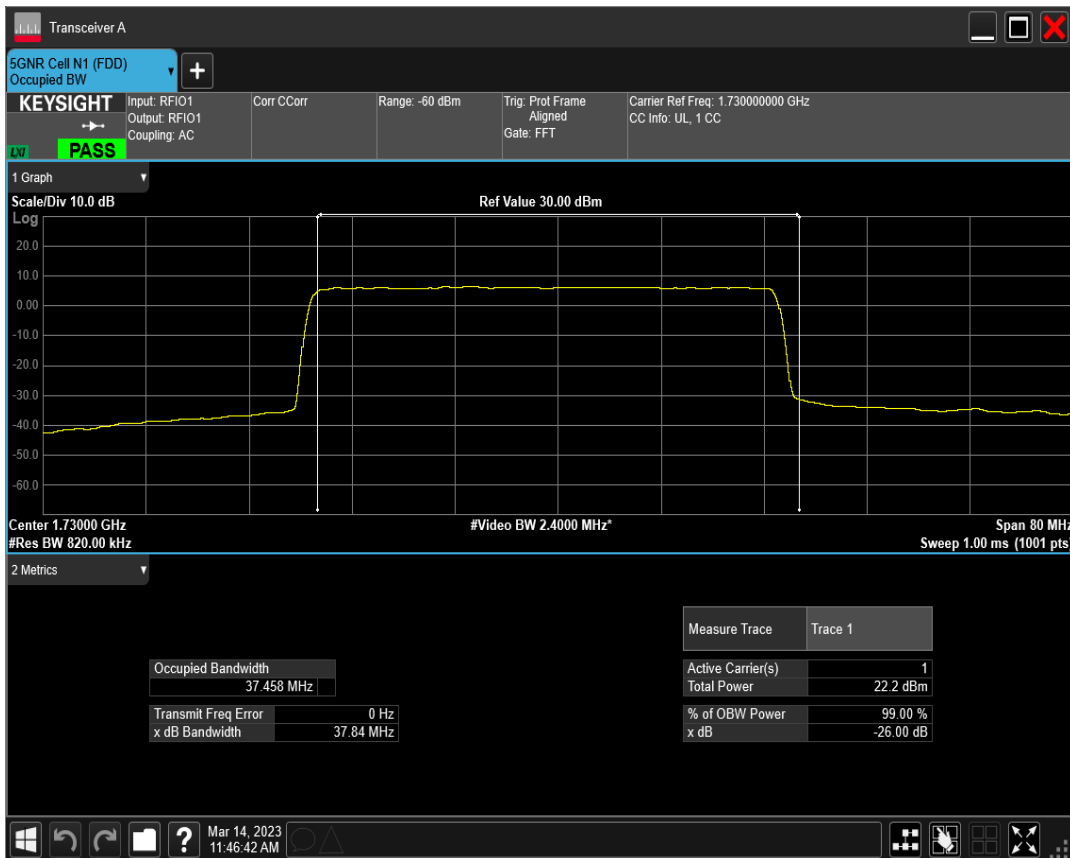 Transceiver A
5GNR Cell N1 (FDD)
Occupied BW
+
KEYSIGHT
LXI
PASS
Input: RFIO1
Output: RFIO1
Coupling: AC
Corr CCorr
Range: -60 dBm
Trig: Prot Frame
Aligned
Gate: FFT
Carrier Ref Freq: 1.730000000 GHz
CC Info: UL, 1 CC
1 Graph
Scale/Div 10.0 dB
Ref Value 30.00 dBm
Log
20.0
10.0
0.00
-10.0
-20.0
-30.0
-40.0
-50.0
-60.0
Center 1.73000 GHz
#Video BW 2.4000 MHz*
Span 80 MHz
#Res BW 820.00 kHz
Sweep 1.00 ms (1001 pts)
2 Metrics
Measure Trace Trace 1
Occupied Bandwidth
37.458 MHz
Transmit Freq Error 0 Hz
x dB Bandwidth 37.84 MHz
Active Carrier(s) 1
Total Power 22.2 dBm
% of OBW Power 99.00 %
x dB -26.00 dB
?
Mar 14, 2023
11:46:42 AM